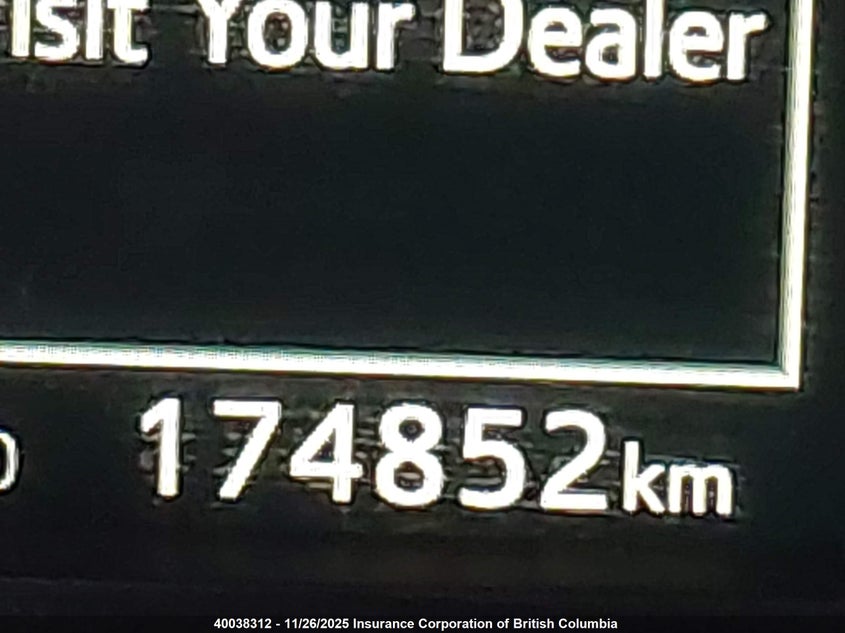 isit Your Dealer
174852km
40038312 - 11/26/2025 Insurance Corporation of British Columbia